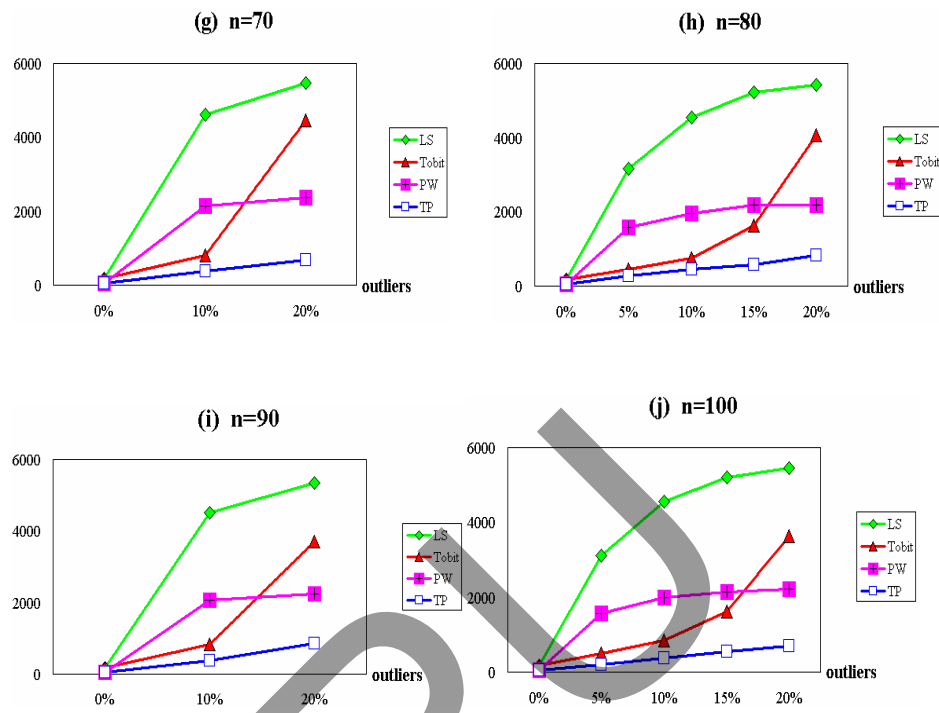 (g) n=70
6000
4000
2000
0
0%
10%
20%
outliers
LS
Tobit
PW
TP
(h) n=80
6000
4000
2000
0
0%
5%
10%
15%
20%
outliers
LS
Tobit
PW
TP
(i) n=90
6000
4000
2000
0
0%
10%
20%
outliers
LS
Tobit
PW
TP
(j) n=100
6000
4000
2000
0
0%
5%
10%
15%
20%
outliers
LS
Tobit
PW
TP